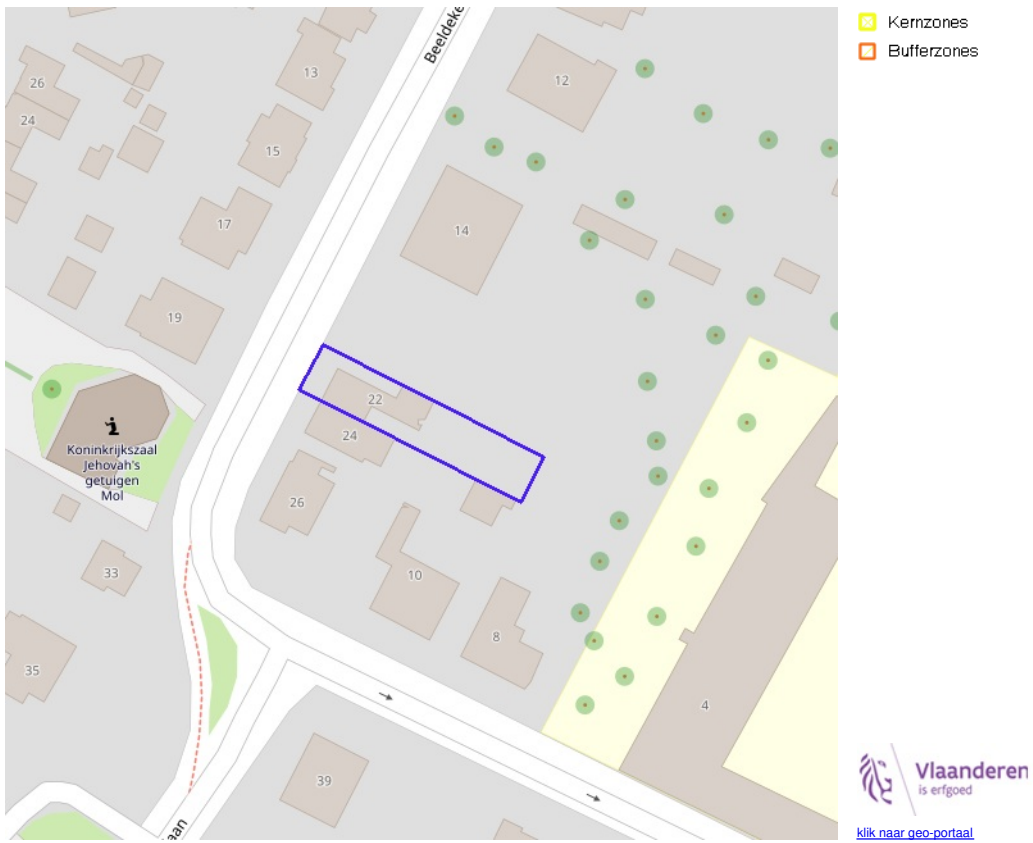 Kernzones
Bufferzones
Beeldeke
13
12
26
24
15
17
14
19
22
24
Koninkrijkszaal
Jehovah's
getuigen
Mol
26
33
10
8
35
4
39
aan
Vlaanderen
is erfgoed
klik naar geo-portaal